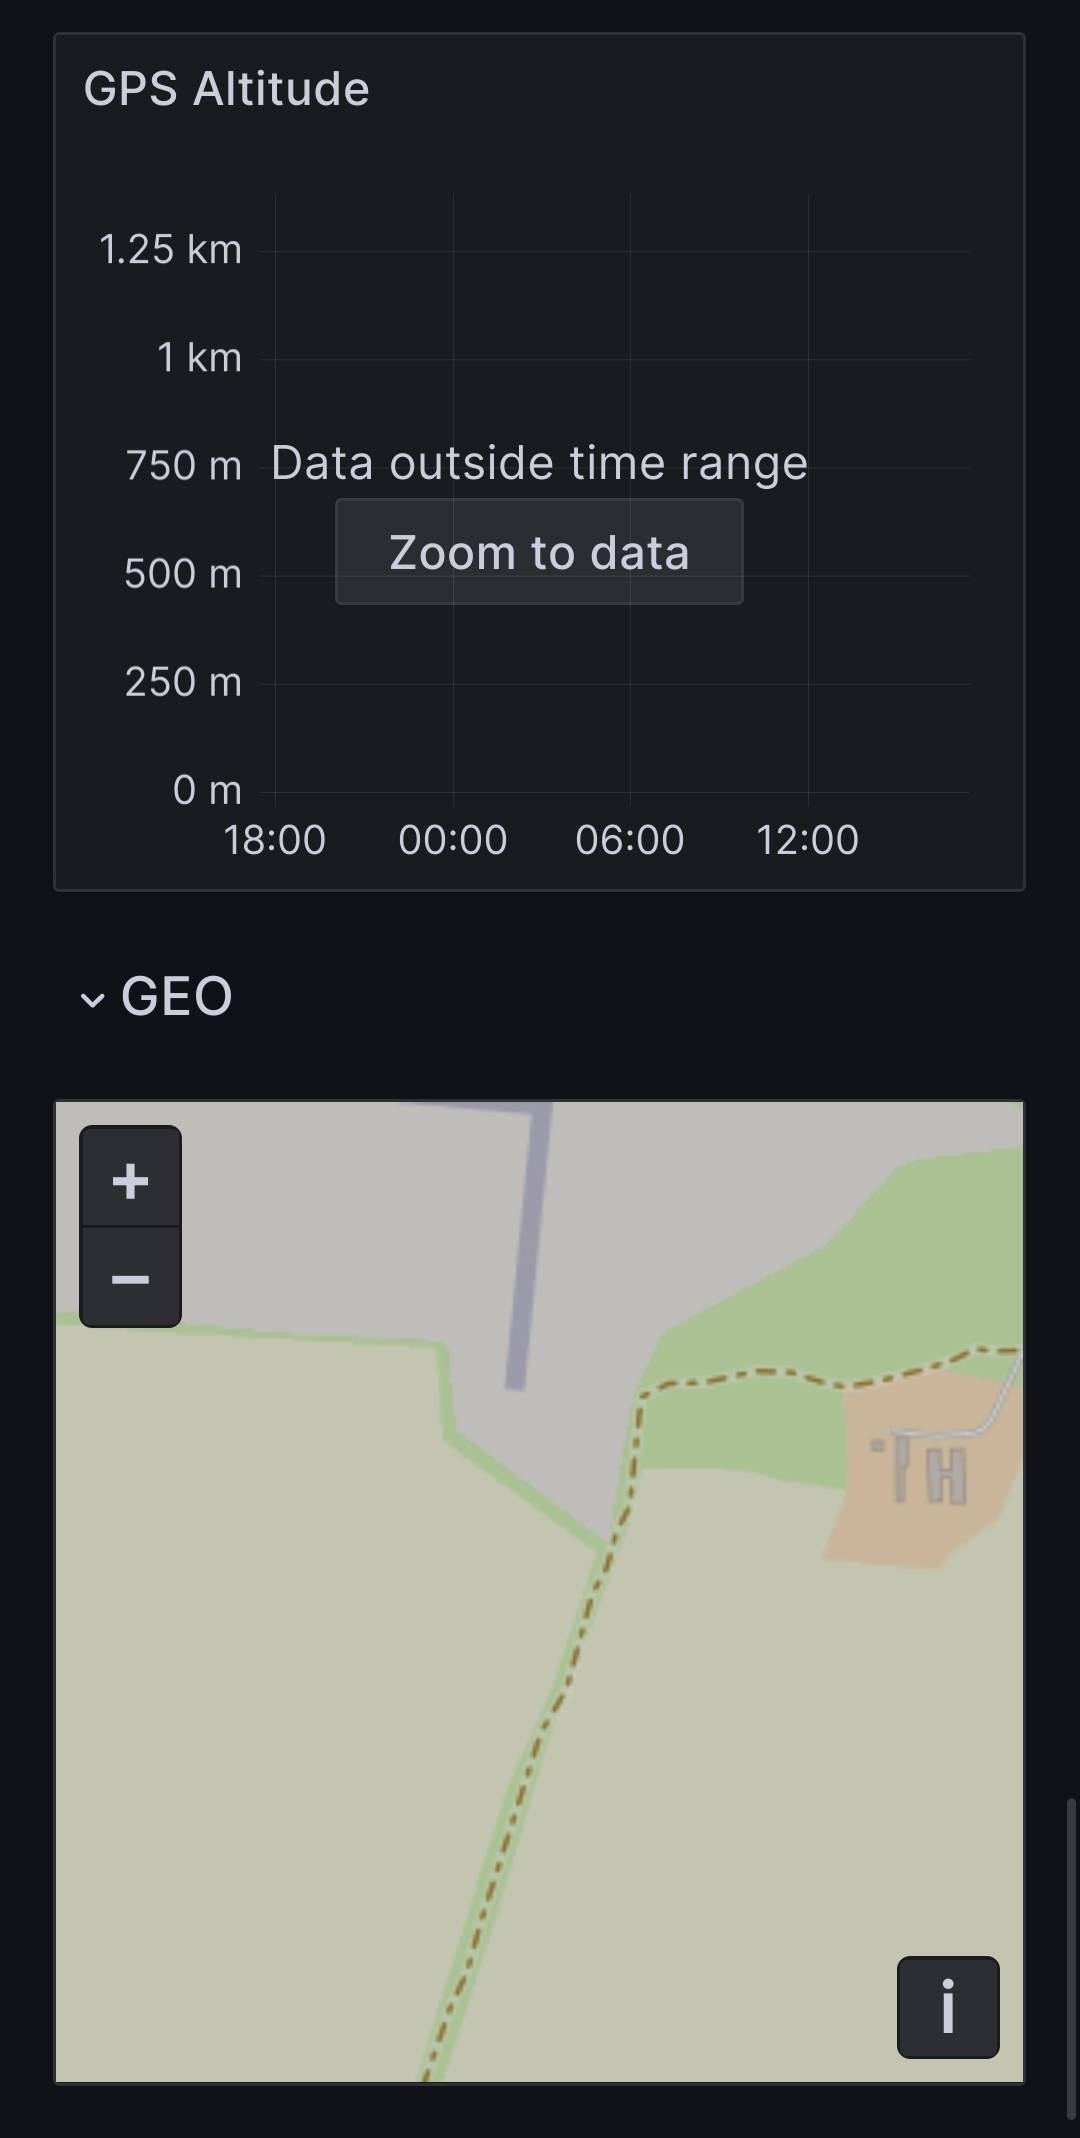 GPS Altitude
1.25 km
1 km
750 m
Data outside time range
Zoom to data
500 m
250 m
0 m
18:00 00:00 06:00 12:00
GEO
+
−
i